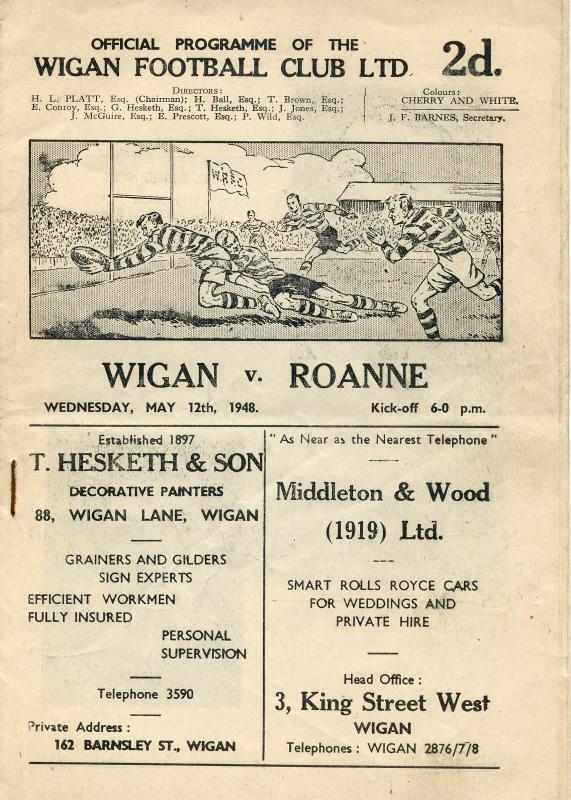 OFFICIAL PROGRAMME OF THE
WIGAN FOOTBALL CLUB LTD.
2d.
DIRECTORS:
H. L. PLATT, Esq. (Chairman); H. Ball, Esq.; T. Brown, Esq.;
E. Conroy, Esq.; G. Hesketh, Esq.; T. Hesketh, Esq.; J. Jones, Esq.;
J. McGuire, Esq.; E. Prescott, Esq.; P. Wild, Esq.
Colours:
CHERRY AND WHITE.
J. F. BARNES, Secretary.
W.R.F.C.
WIGAN v. ROANNE
WEDNESDAY, MAY 12th, 1948. Kick-off 6-0 p.m.
Established 1897
T. HESKETH & SON
DECORATIVE PAINTERS
88, WIGAN LANE, WIGAN
GRAINERS AND GILDERS
SIGN EXPERTS
EFFICIENT WORKMEN
FULLY INSURED
PERSONAL
SUPERVISION
Telephone 3590
Private Address:
162 BARNSLEY ST., WIGAN
"As Near as the Nearest Telephone"
Middleton & Wood
(1919) Ltd.
SMART ROLLS ROYCE CARS
FOR WEDDINGS AND
PRIVATE HIRE
Head Office:
3, King Street West
WIGAN
Telephones: WIGAN 2876/7/8